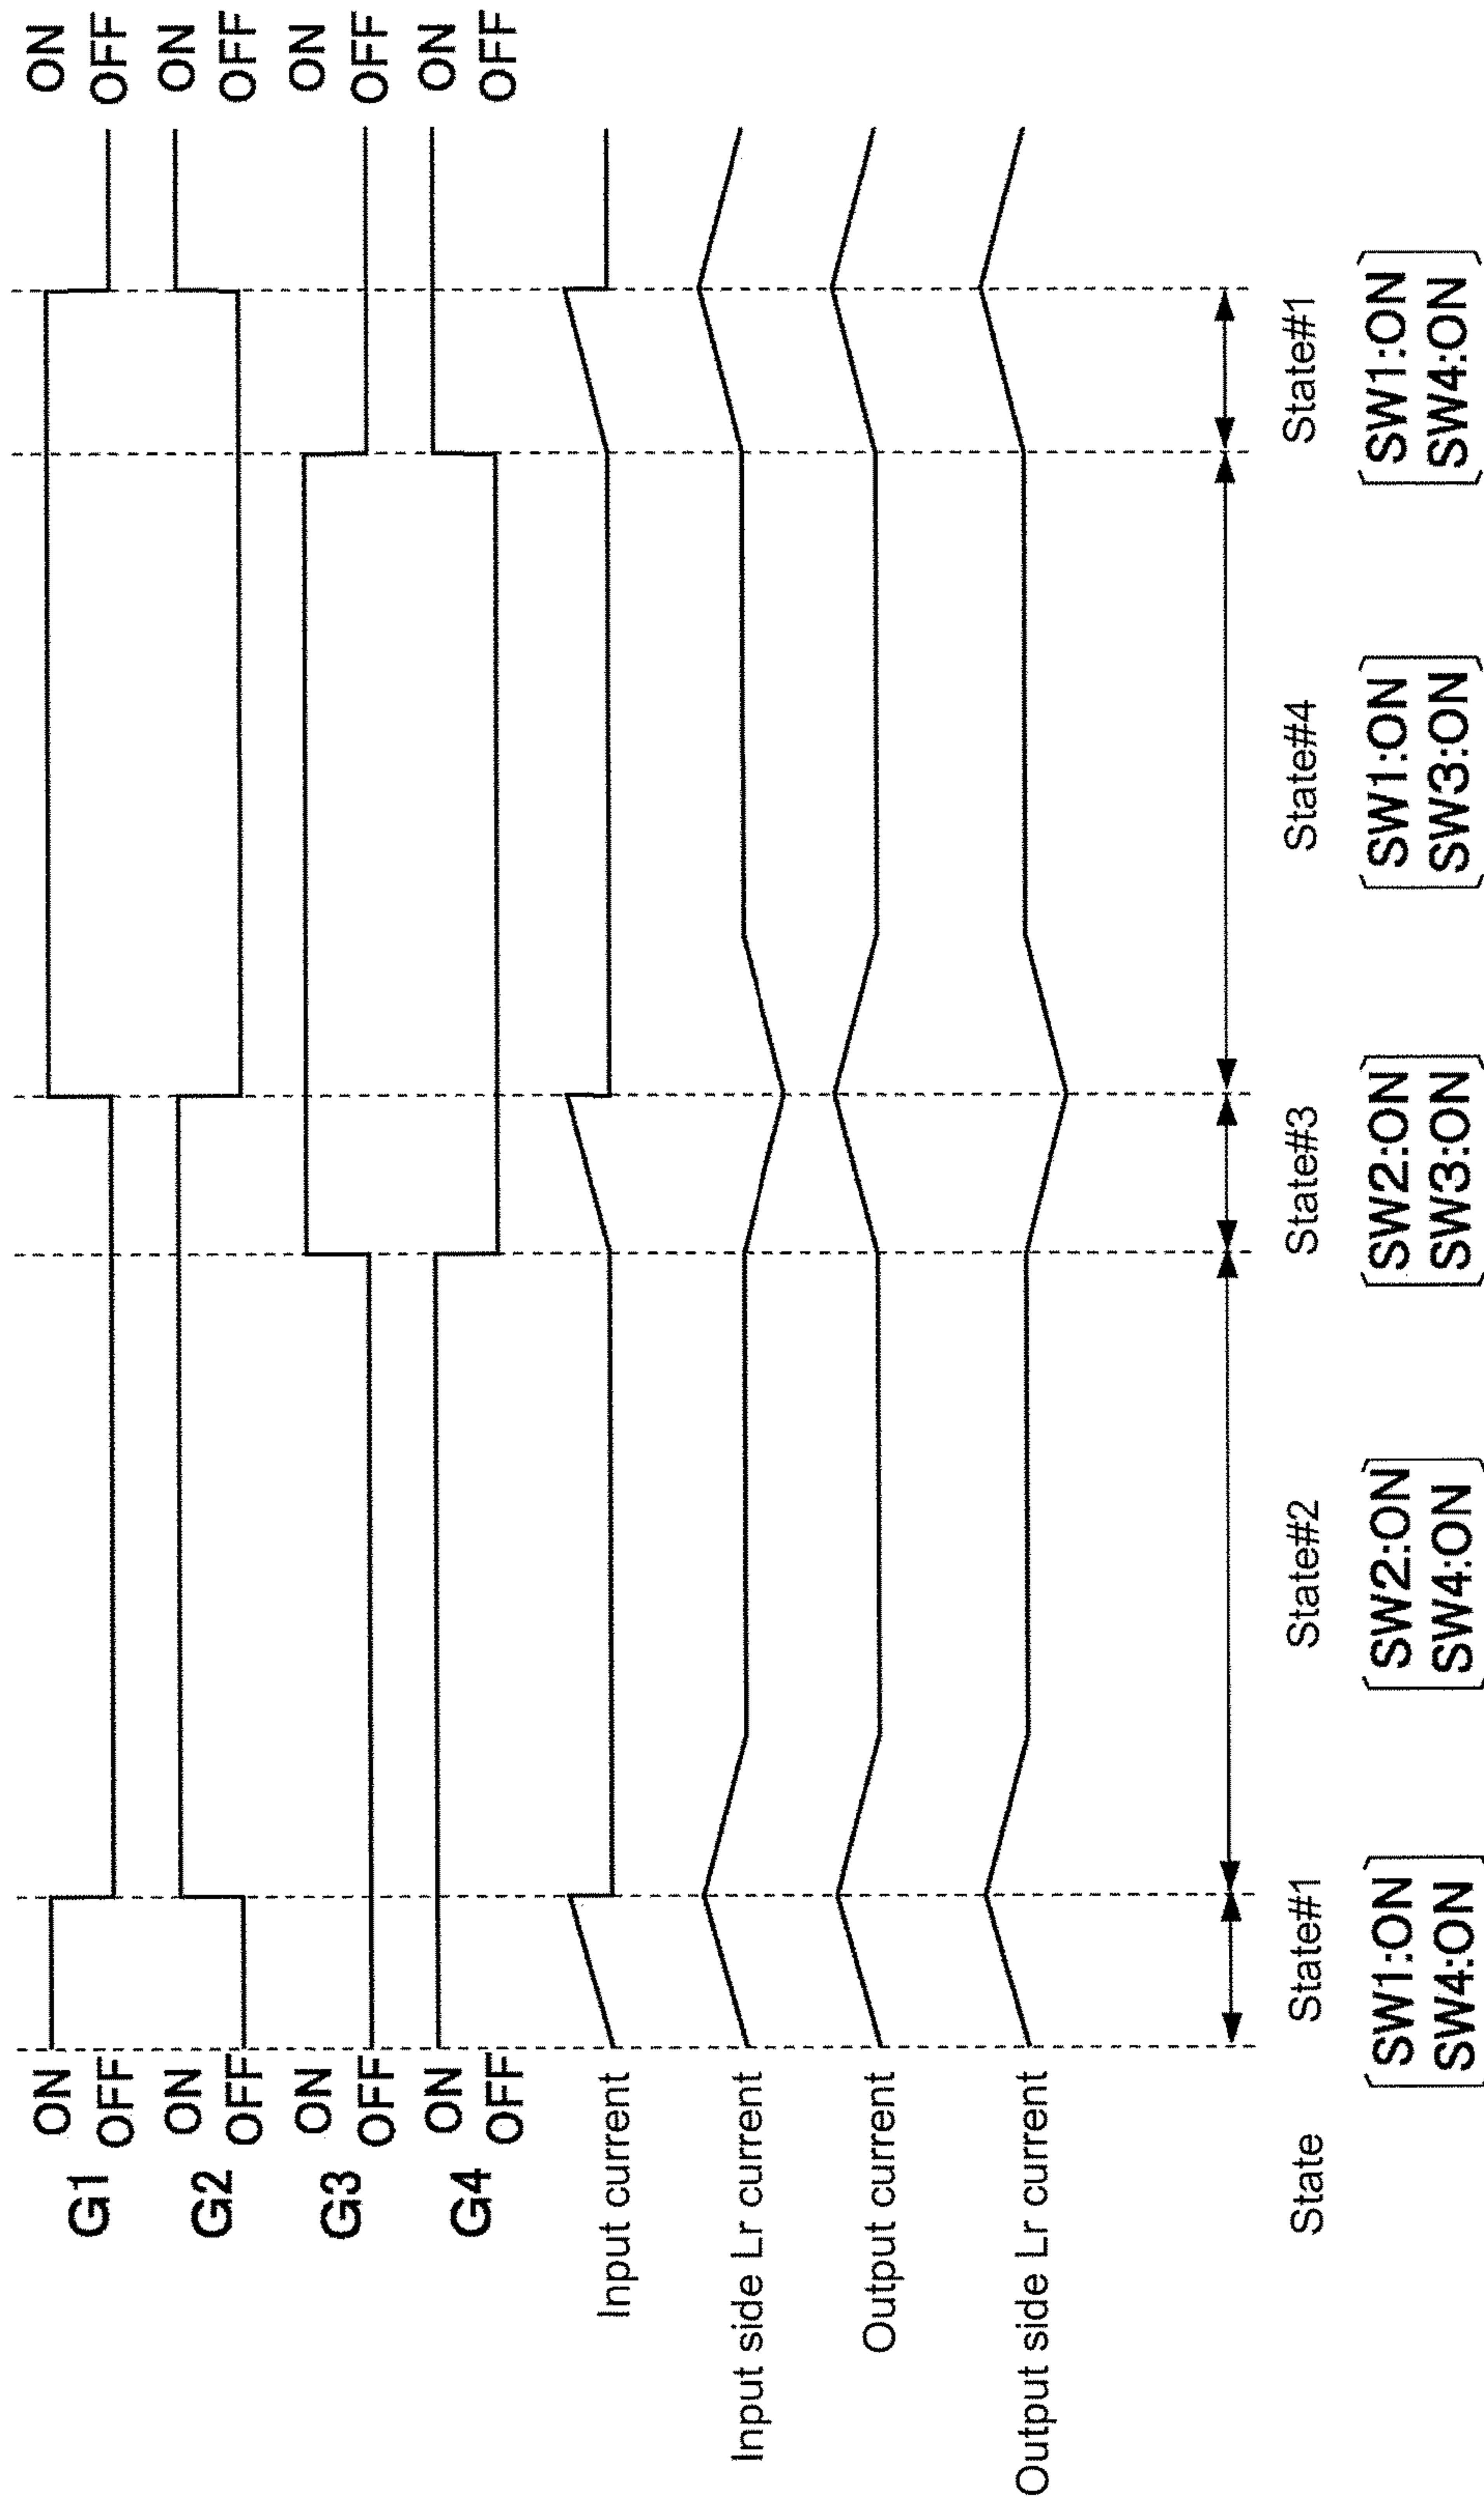 G1 ON ON
OFF OFF
G2 ON ON
OFF OFF
G3 ON ON
OFF OFF
G4 ON ON
OFF OFF
Input current
Input side Lr current
Output current
Output side Lr current
State State#1 State#2 State#3 State#4 State#1
SW1:ON SW2:ON SW2:ON SW1:ON SW1:ON
SW4:ON SW4:ON SW3:ON SW3:ON SW4:ON